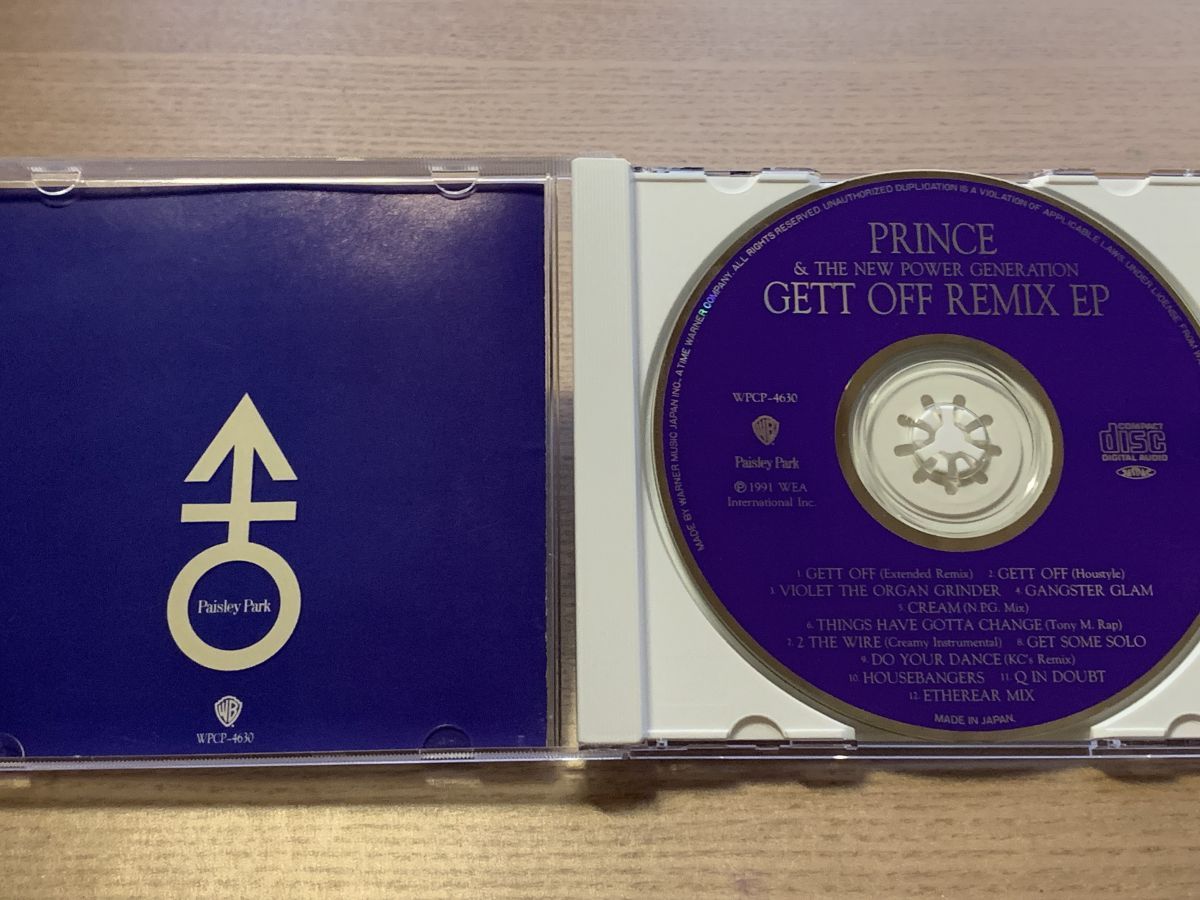 Paisley Park
WB
WPCP-4630
PRINCE
& THE NEW POWER GENERATION
GETT OFF REMIX EP
WPCP-4630
WB
Paisley Park
℗ 1991 WEA
International Inc.
COMPACT
disc
DIGITAL AUDIO
1. GETT OFF (Extended Remix) 2. GETT OFF (Houstyle)
3. VIOLET THE ORGAN GRINDER 4. GANGSTER GLAM
5. CREAM (N.P.G. Mix)
6. THINGS HAVE GOTTA CHANGE (Tony M. Rap)
7. 2 THE WIRE (Creamy Instrumental) 8. GET SOME SOLO
9. DO YOUR DANCE (KC's Remix)
10. HOUSEBANGERS 11. Q IN DOUBT
12. ETHEREAR MIX
MADE IN JAPAN.
MADE BY WARNER MUSIC JAPAN INC., A TIME WARNER COMPANY. ALL RIGHTS RESERVED. UNAUTHORIZED DUPLICATION IS A VIOLATION OF APPLICABLE LAWS. UNDER LICENSE FROM